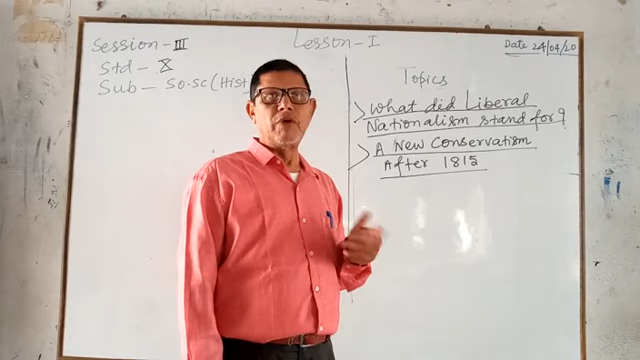 Session - III
Std - X
Sub - So.sc (Hist
Lesson - I
Date 24/04/20
Topics
> What did Liberal
Nationalism stand for?
> A New Conservatism
After 1815